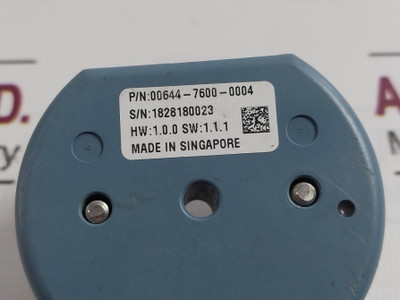 P/N:00644-7600-0004
S/N:1828180023
HW:1.0.0 SW:1.1.1
MADE IN SINGAPORE
D.